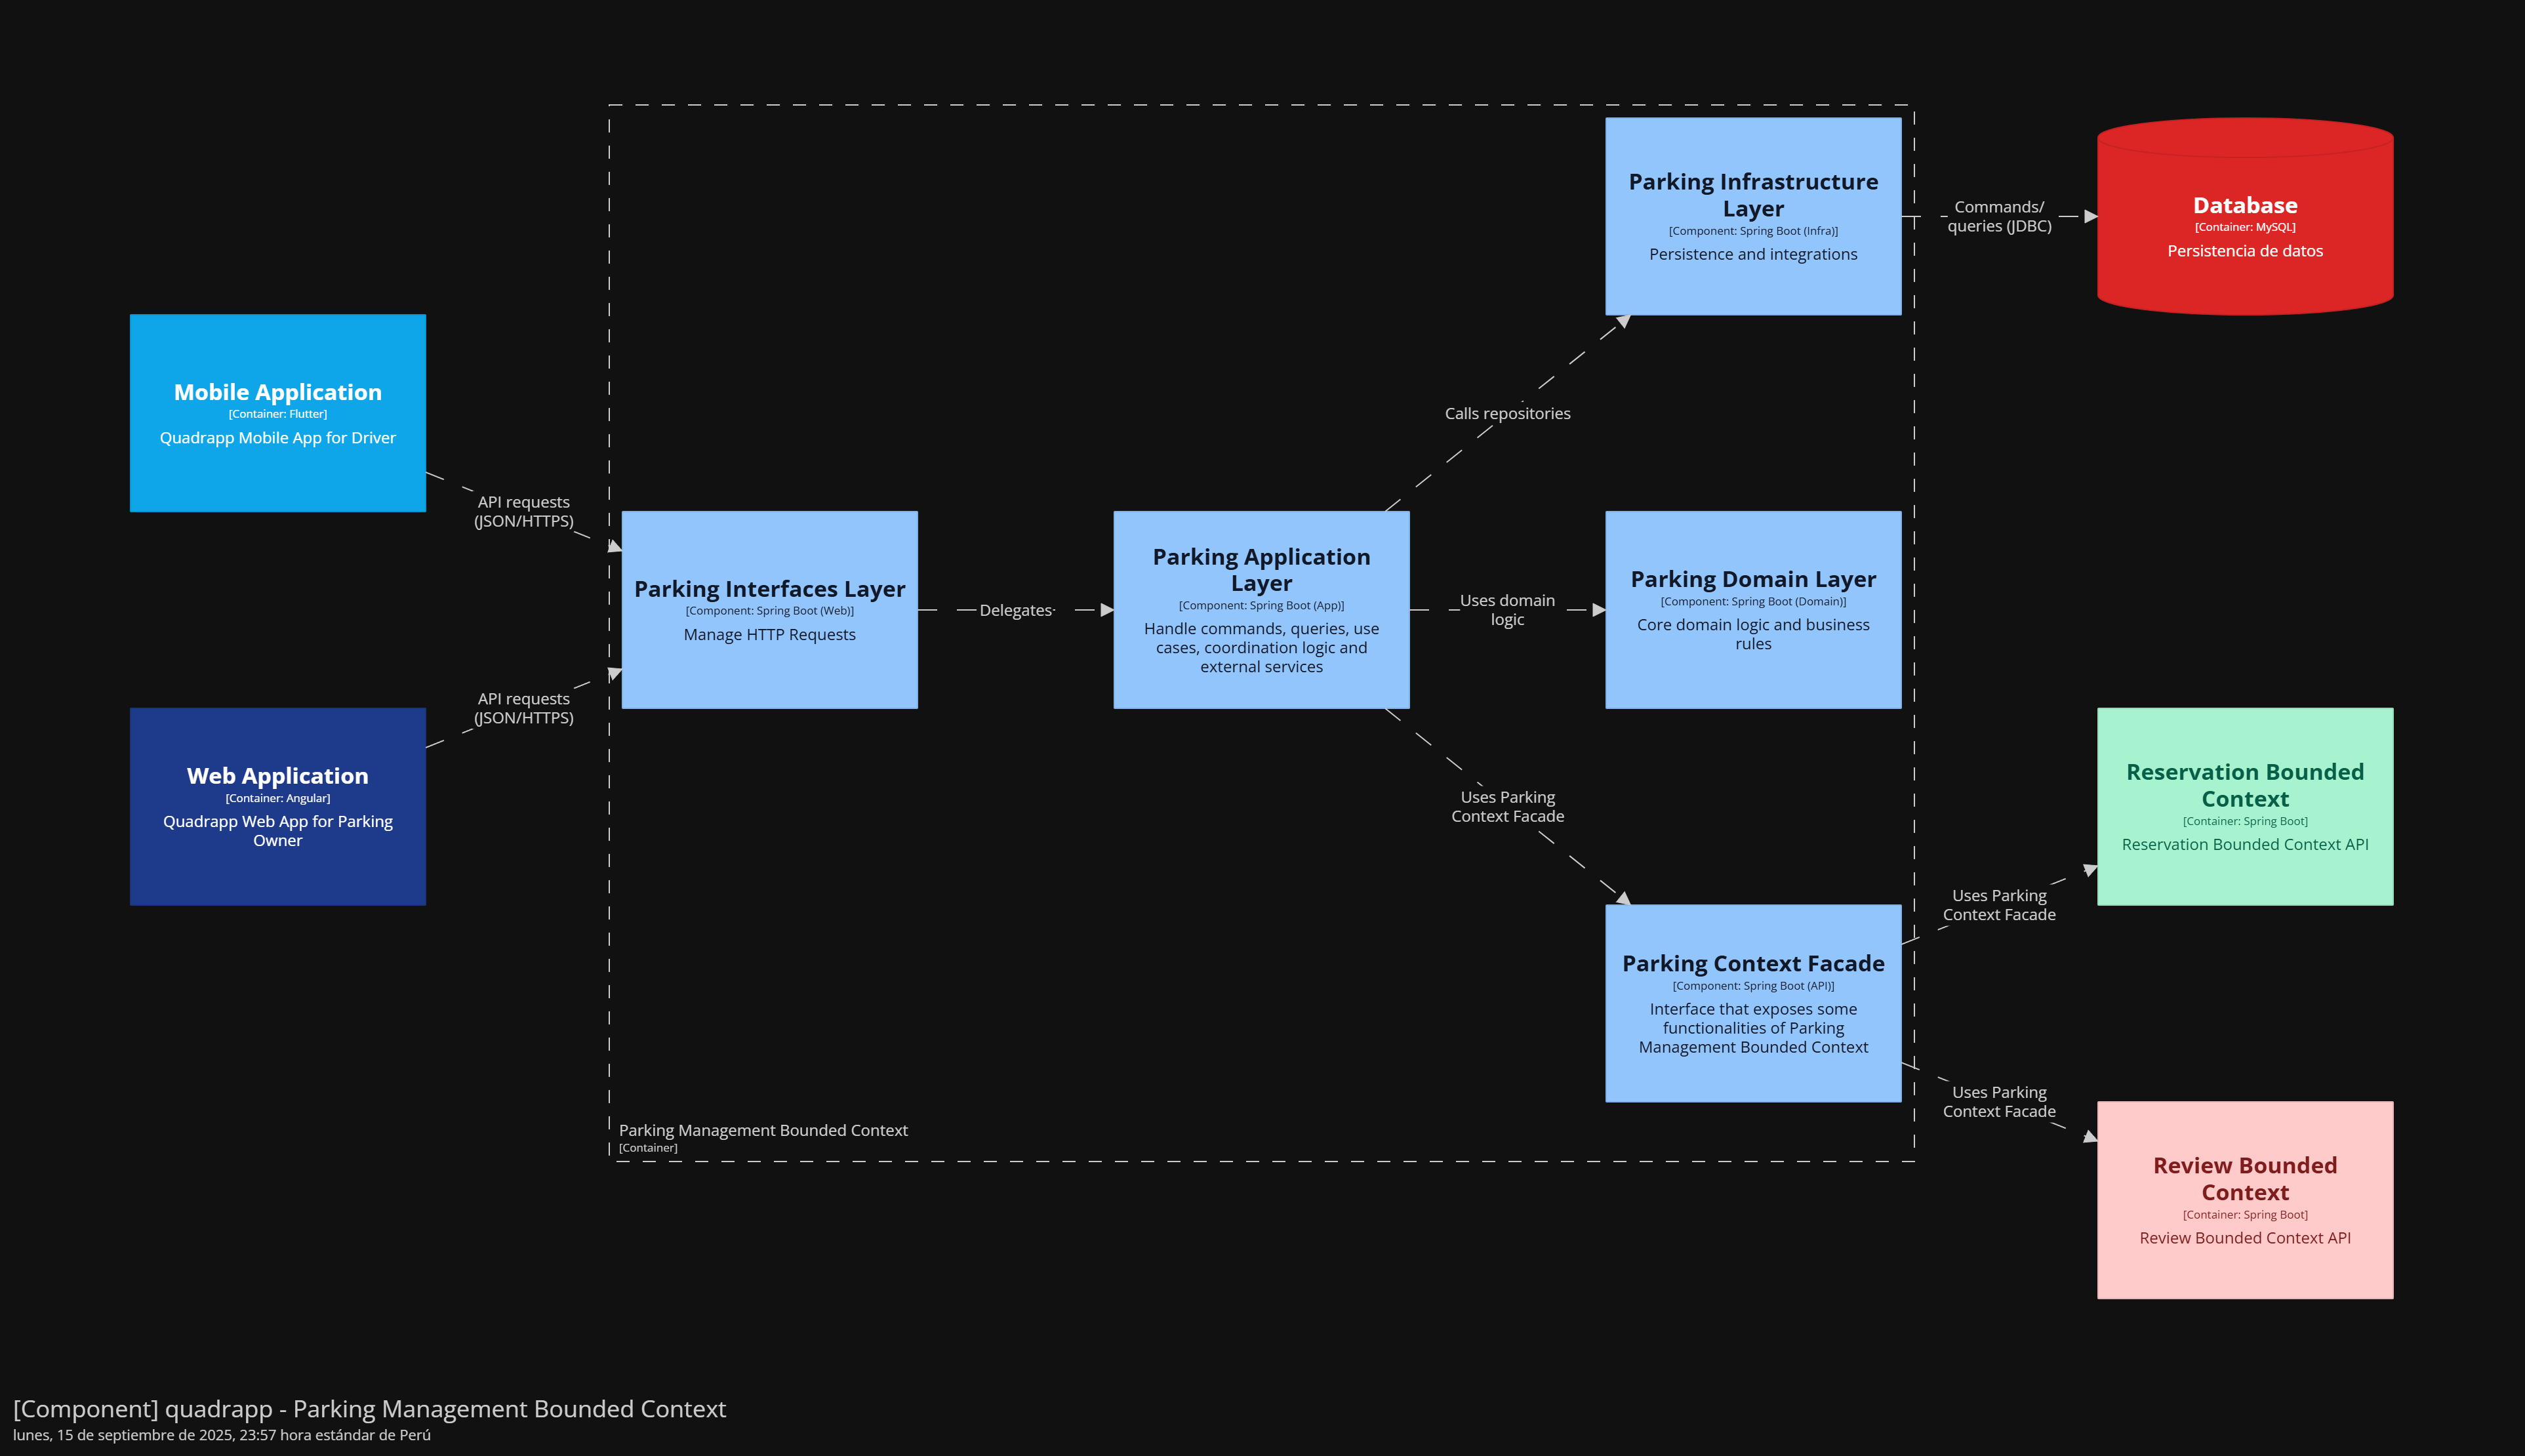 Parking Infrastructure
Layer
[Component: Spring Boot (Infra)]
Persistence and integrations
Commands/
queries (JDBC)
Database
[Container: MySQL]
Persistencia de datos
Mobile Application
[Container: Flutter]
Quadrapp Mobile App for Driver
Calls repositories
API requests
(JSON/HTTPS)
Parking Interfaces Layer
[Component: Spring Boot (Web)]
Manage HTTP Requests
Delegates
Parking Application
Layer
[Component: Spring Boot (App)]
Handle commands, queries, use
cases, coordination logic and
external services
Uses domain
logic
Parking Domain Layer
[Component: Spring Boot (Domain)]
Core domain logic and business
rules
API requests
(JSON/HTTPS)
Web Application
[Container: Angular]
Quadrapp Web App for Parking
Owner
Uses Parking
Context Facade
Reservation Bounded
Context
[Container: Spring Boot]
Reservation Bounded Context API
Uses Parking
Context Facade
Parking Context Facade
[Component: Spring Boot (API)]
Interface that exposes some
functionalities of Parking
Management Bounded Context
Uses Parking
Context Facade
Review Bounded
Context
[Container: Spring Boot]
Review Bounded Context API
Parking Management Bounded Context
[Container]
[Component] quadrapp - Parking Management Bounded Context
lunes, 15 de septiembre de 2025, 23:57 hora estándar de Perú